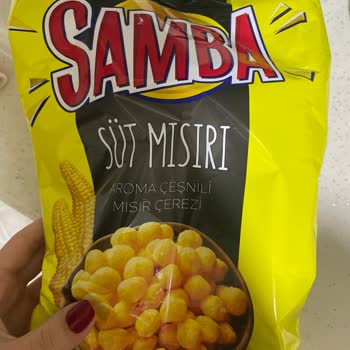 SAMBA
SÜT MISIRI
AROMA ÇEŞNİLİ
MISIR ÇEREZİ